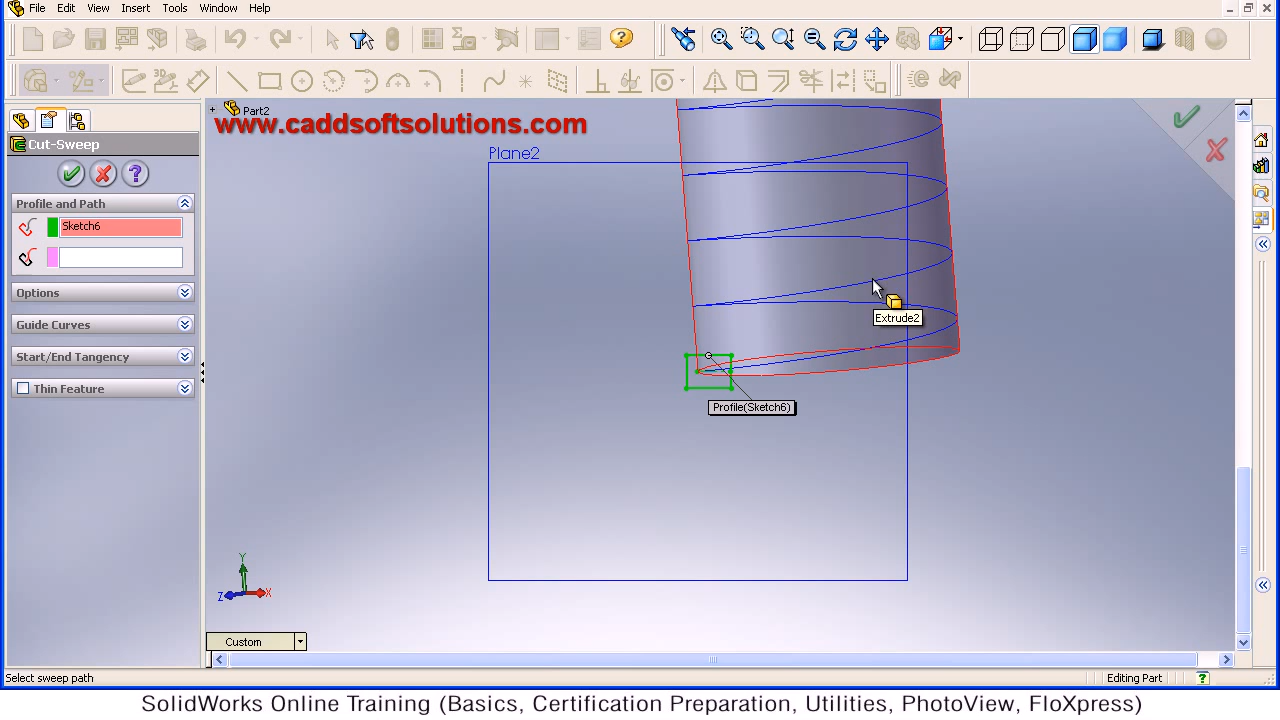 File Edit View Insert Tools Window Help
Part2
www.caddsoftsolutions.com
Cut-Sweep
Plane2
Profile and Path
Sketch6
Options
Extrude2
Guide Curves
Start/End Tangency
Thin Feature
Profile(Sketch6)
Y
Z X
Custom
Select sweep path Editing Part
SolidWorks Online Training (Basics, Certification Preparation, Utilities, PhotoView, FloXpress)